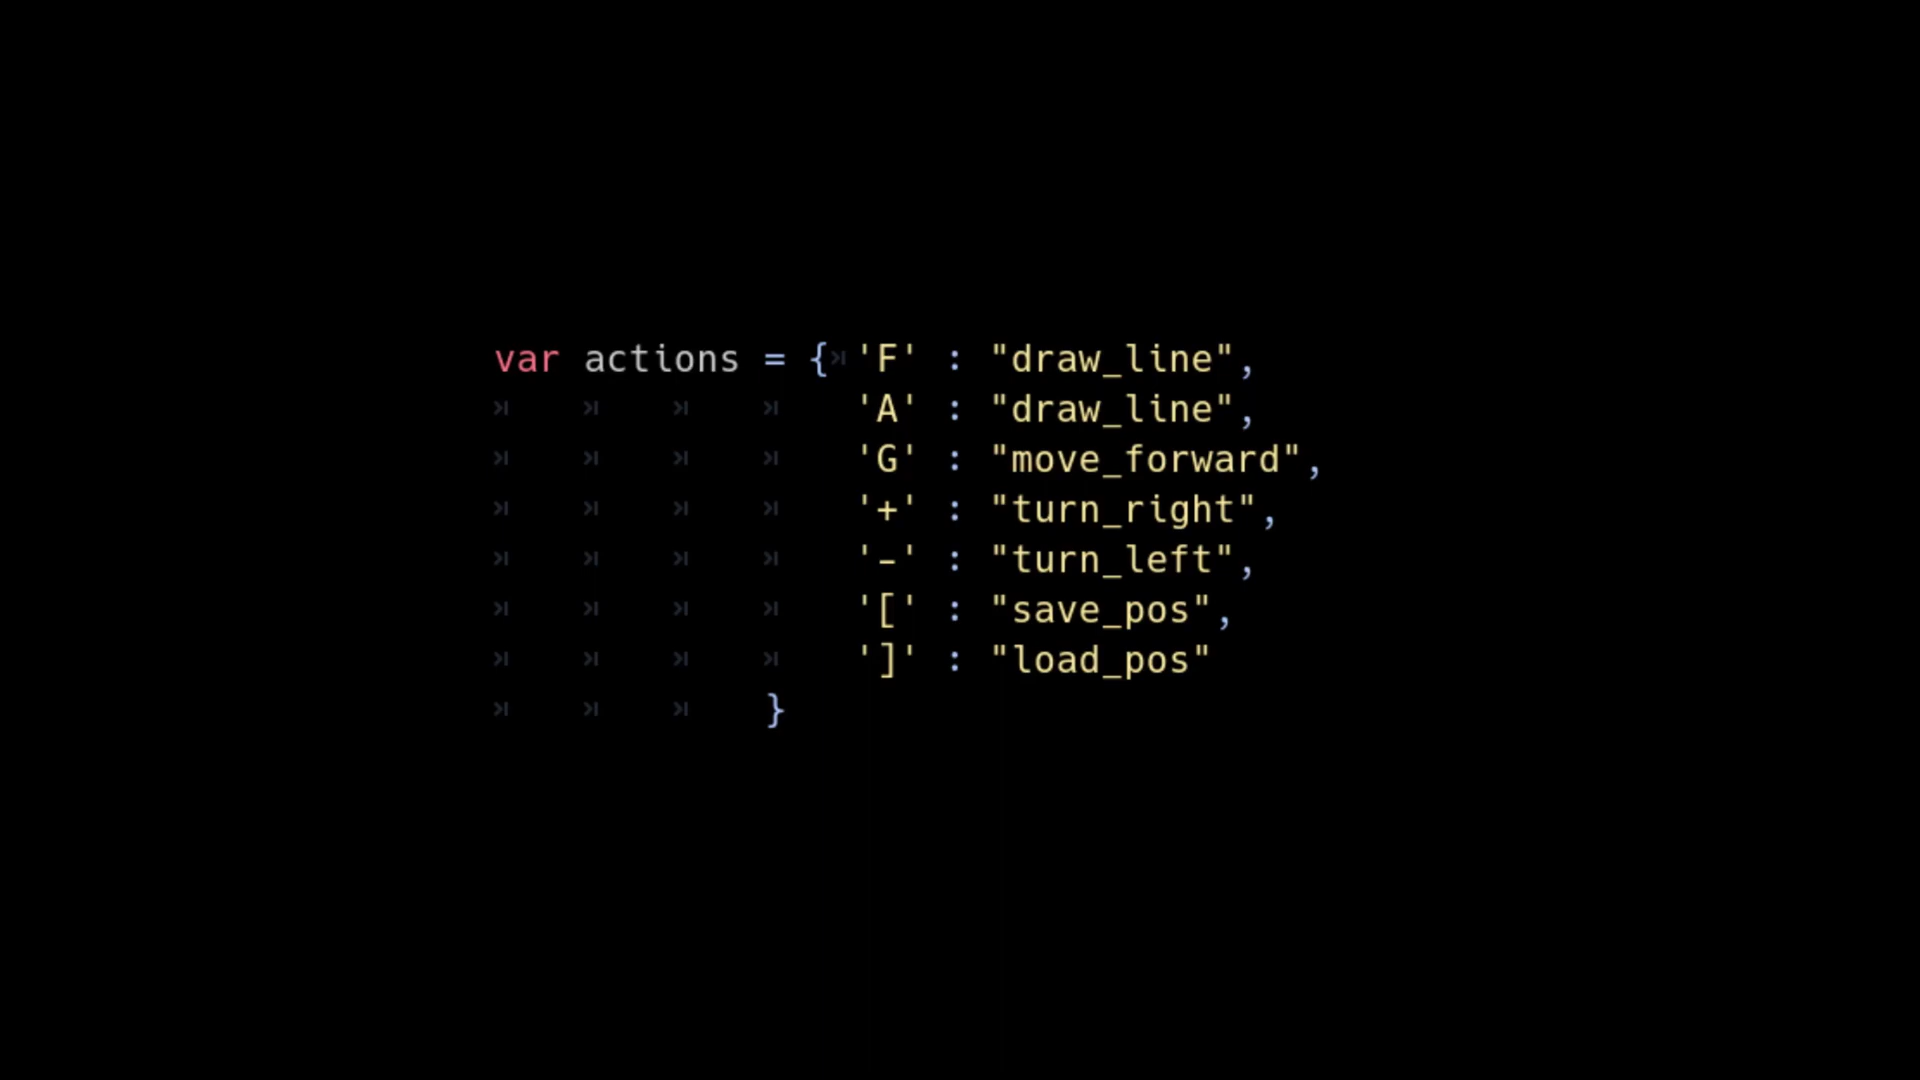 var actions = { 'F' : "draw_line",
'A' : "draw_line",
'G' : "move_forward",
'+' : "turn_right",
'-' : "turn_left",
'[' : "save_pos",
']' : "load_pos"
}